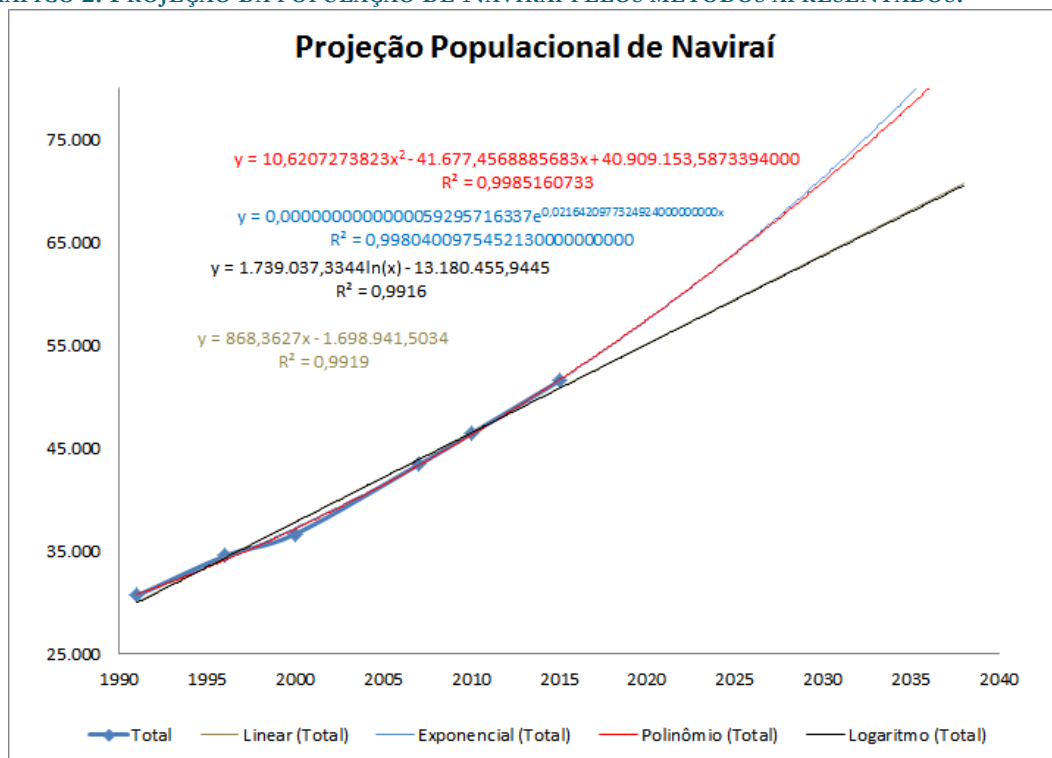 Projeção Populacional de Naviraí
75.000
65.000
55.000
45.000
35.000
25.000
y = 10,6207273823x² - 41.677,4568885683x + 40.909.153,5873394000
R² = 0,9985160733
y = 0,0000000000000059295716337e^0,0216420977324924000000000x
R² = 0,9980400975452130000000000
y = 1.739.037,3344ln(x) - 13.180.455,9445
R² = 0,9916
y = 868,3627x - 1.698.941,5034
R² = 0,9919
1990 1995 2000 2005 2010 2015 2020 2025 2030 2035 2040
Total Linear (Total) Exponencial (Total) Polinômio (Total) Logaritmo (Total)